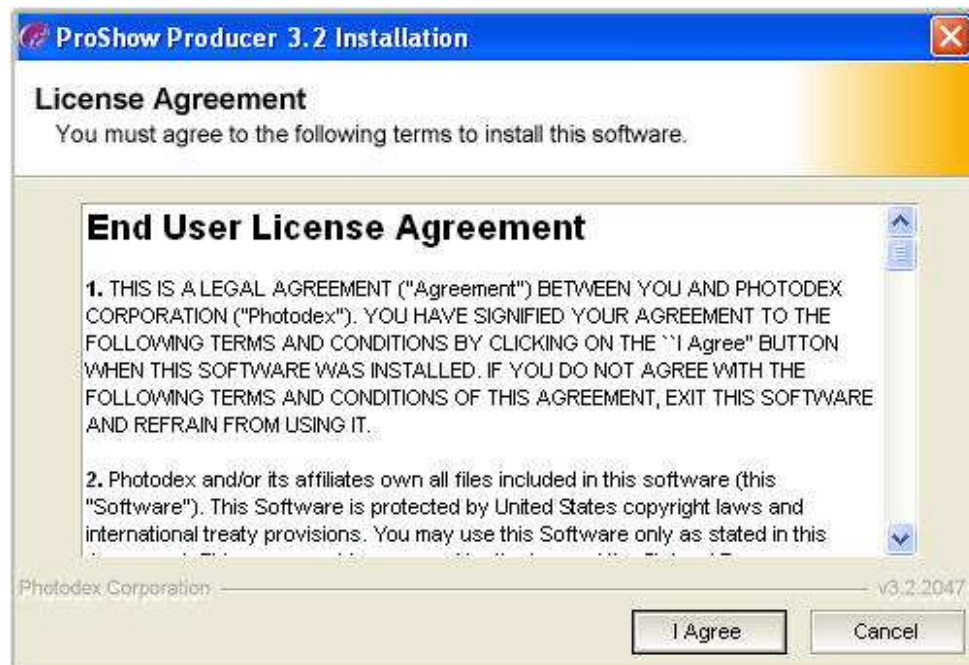 ProShow Producer 3.2 Installation
License Agreement
You must agree to the following terms to install this software.
End User License Agreement
1. THIS IS A LEGAL AGREEMENT ("Agreement") BETWEEN YOU AND PHOTODEX
CORPORATION ("Photodex"). YOU HAVE SIGNIFIED YOUR AGREEMENT TO THE
FOLLOWING TERMS AND CONDITIONS BY CLICKING ON THE ``I Agree" BUTTON
WHEN THIS SOFTWARE WAS INSTALLED. IF YOU DO NOT AGREE WITH THE
FOLLOWING TERMS AND CONDITIONS OF THIS AGREEMENT, EXIT THIS SOFTWARE
AND REFRAIN FROM USING IT.
2. Photodex and/or its affiliates own all files included in this software (this
"Software"). This Software is protected by United States copyright laws and
international treaty provisions. You may use this Software only as stated in this
Photodex Corporation
v3.2.2047
I Agree
Cancel